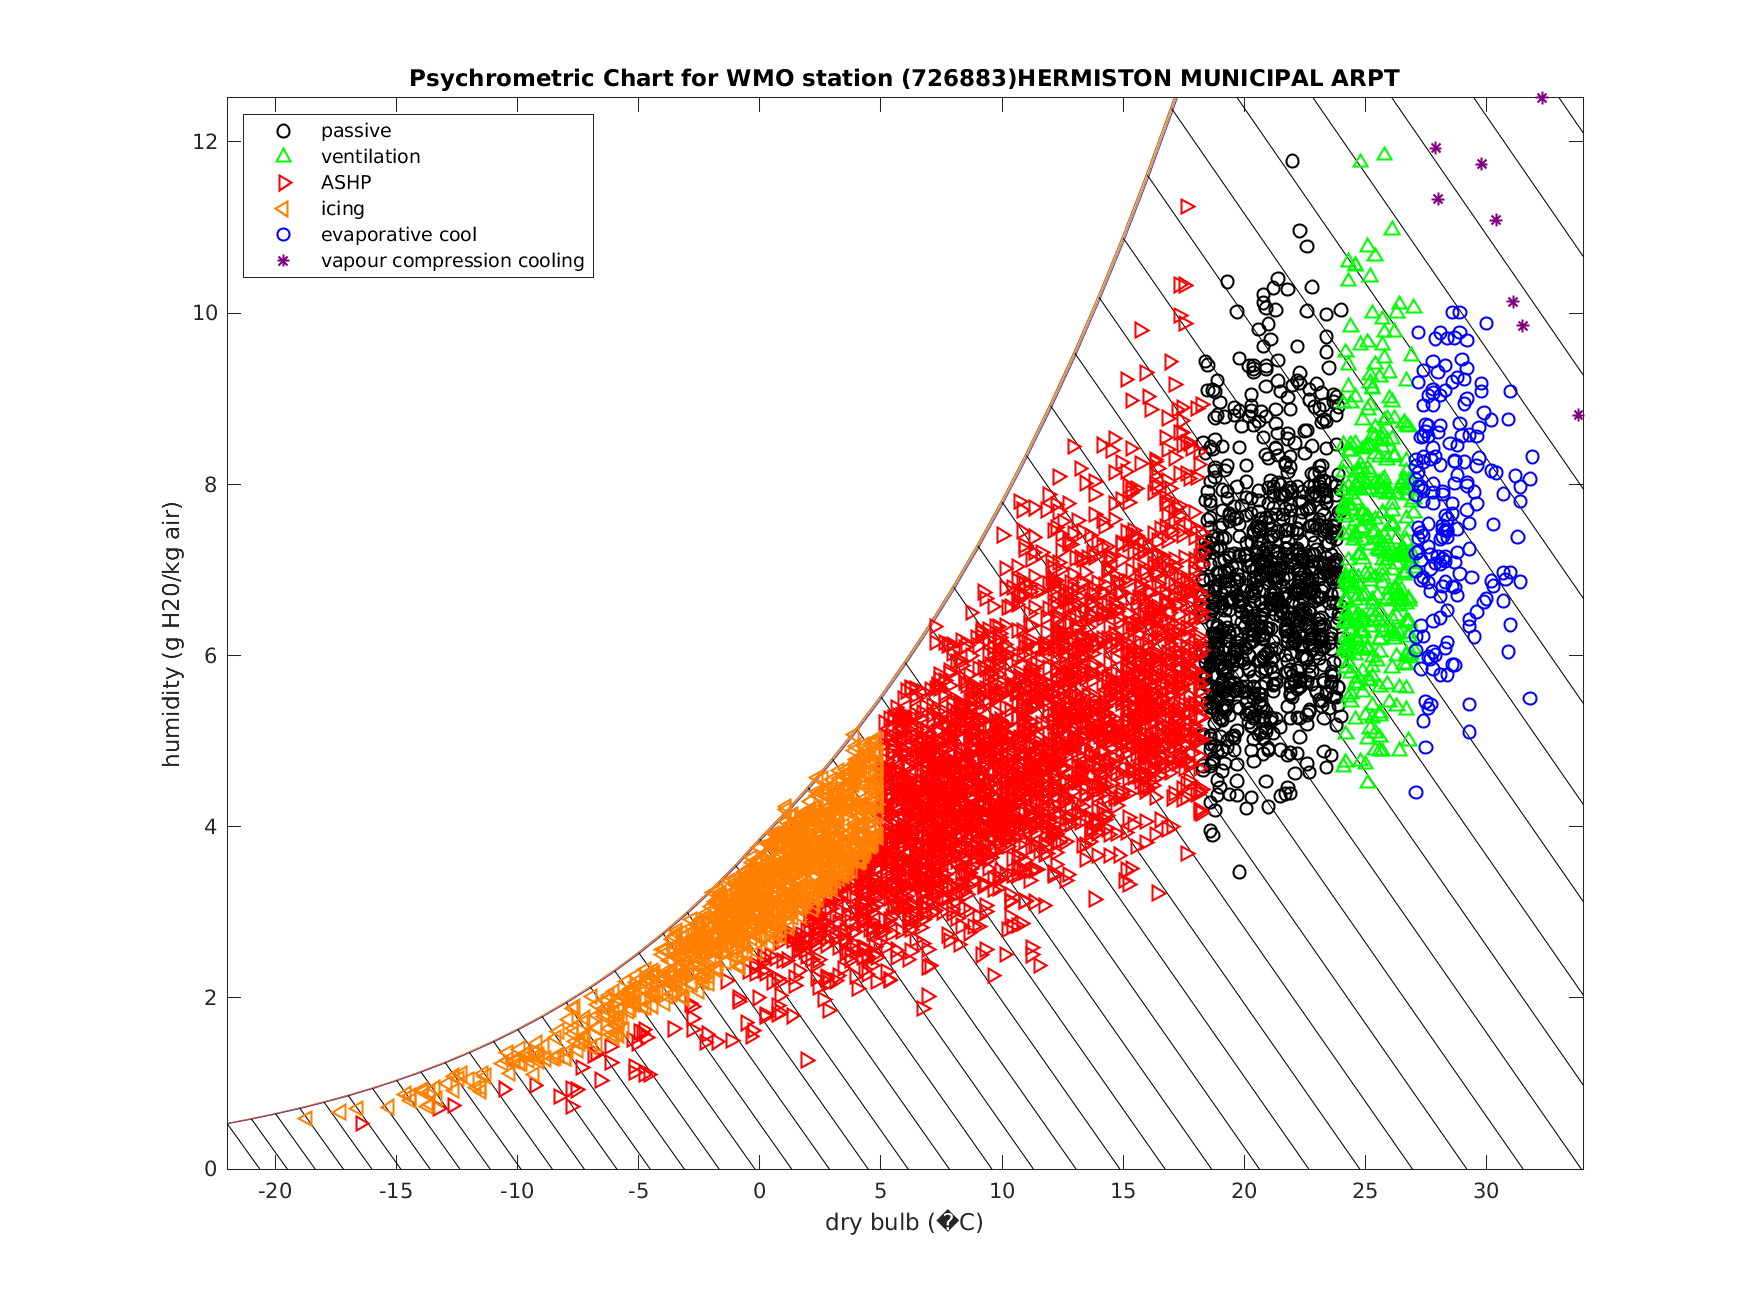 Psychrometric Chart for WMO station (726883)HERMISTON MUNICIPAL ARPT
passive
ventilation
ASHP
icing
evaporative cool
vapour compression cooling
12
10
8
6
4
2
0
humidity (g H20/kg air)
-20 -15 -10 -5 0 5 10 15 20 25 30
dry bulb (�C)